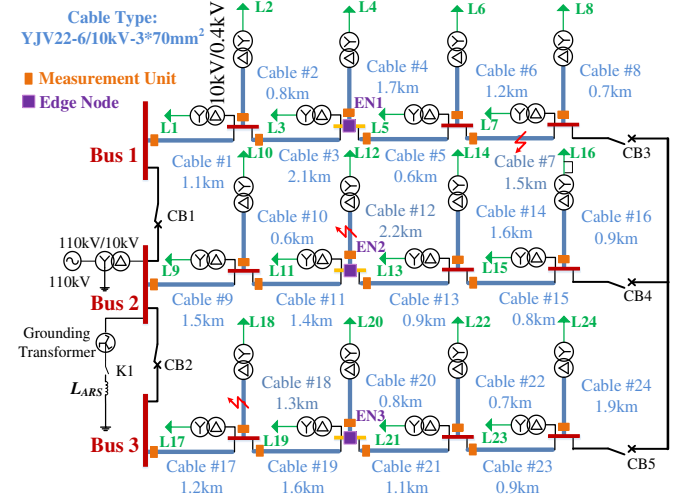 Cable Type:
YJV22-6/10kV-3*70mm²
Measurement Unit
Edge Node
10kV/0.4kV
L2
L4
L6
L8
Cable #2
0.8km
Cable #4
1.7km
Cable #6
1.2km
Cable #8
0.7km
EN1
L1
L3
L5
L7
Bus 1
Cable #1
1.1km
Cable #3
2.1km
Cable #5
0.6km
Cable #7
1.5km
CB3
L10
L12
L14
L16
CB1
Cable #10
0.6km
Cable #12
2.2km
Cable #14
1.6km
Cable #16
0.9km
110kV/10kV
110kV
EN2
L9
L11
L13
L15
Bus 2
Cable #9
1.5km
Cable #11
1.4km
Cable #13
0.9km
Cable #15
0.8km
CB4
Grounding
Transformer
K1
L_ARS
CB2
L18
L20
L22
L24
Cable #18
1.3km
Cable #20
0.8km
Cable #22
0.7km
Cable #24
1.9km
EN3
L17
L19
L21
L23
Bus 3
Cable #17
1.2km
Cable #19
1.6km
Cable #21
1.1km
Cable #23
0.9km
CB5